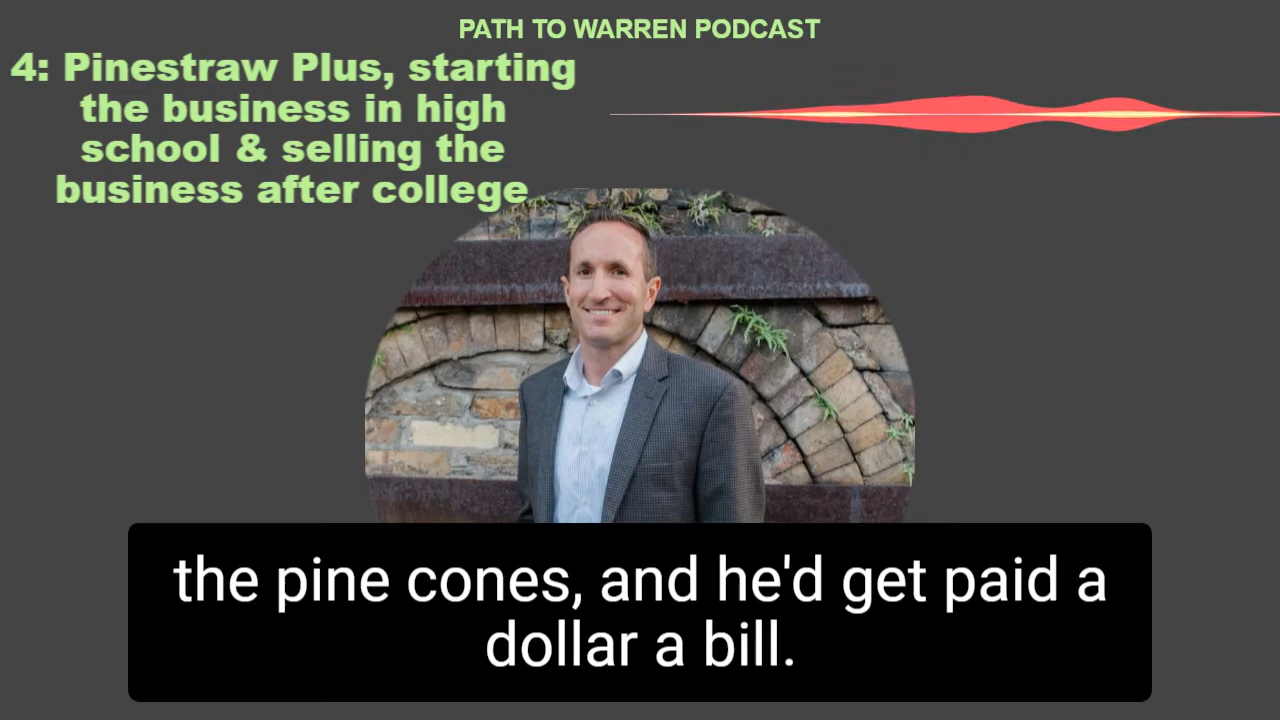 PATH TO WARREN PODCAST
4: Pinestraw Plus, starting
the business in high
school & selling the
business after college
the pine cones, and he'd get paid a
dollar a bill.